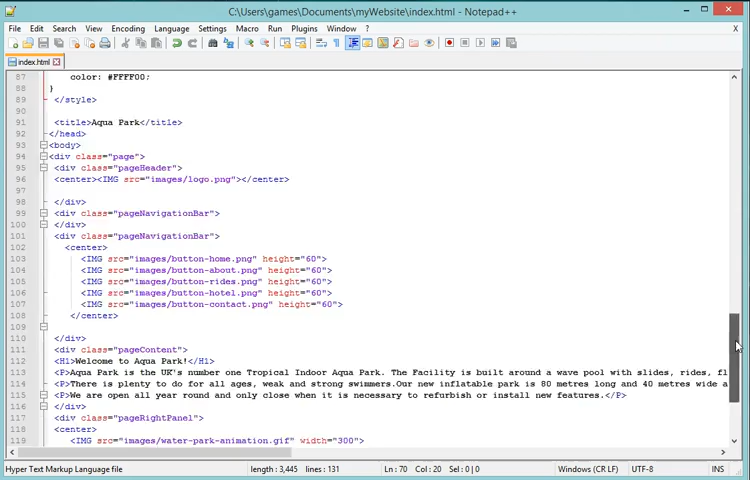 C:\Users\games\Documents\myWebsite\index.html - Notepad++
File Edit Search View Encoding Language Settings Macro Run Plugins Window ?
index.html
87 color: #FFFF00;
88 }
89 </style>
90
91 <title>Aqua Park</title>
92 </head>
93 <body>
94 <div class="page">
95 <div class="pageHeader">
96 <center><IMG src="images/logo.png"></center>
97
98 </div>
99 <div class="pageNavigationBar">
100 </div>
101 <div class="pageNavigationBar">
102 <center>
103 <IMG src="images/button-home.png" height="60">
104 <IMG src="images/button-about.png" height="60">
105 <IMG src="images/button-rides.png" height="60">
106 <IMG src="images/button-hotel.png" height="60">
107 <IMG src="images/button-contact.png" height="60">
108 </center>
109
110 </div>
111 <div class="pageContent">
112 <H1>Welcome to Aqua Park!</H1>
113 <P>Aqua Park is the UK's number one Tropical Indoor Aqua Park. The Facility is built around a wave pool with slides, rides, fl
114 <P>There is plenty to do for all ages, weak and strong swimmers.Our new inflatable park is 80 metres long and 40 metres wide a
115 <P>We are open all year round and only close when it is necessary to refurbish or install new features.</P>
116 </div>
117 <div class="pageRightPanel">
118 <center>
119 <IMG src="images/water-park-animation.gif" width="300">
Hyper Text Markup Language file length : 3,445 lines : 131 Ln : 70 Col : 20 Sel : 0 | 0 Windows (CR LF) UTF-8 INS